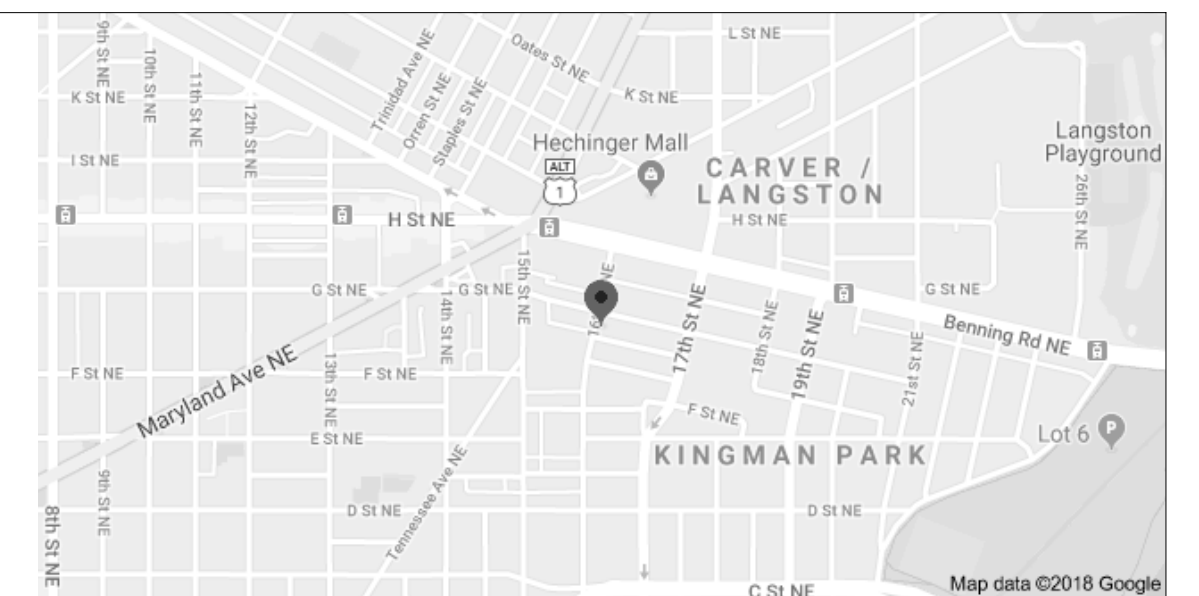 9th St NE
10th St NE
11th St NE
12th St NE
K St NE
I St NE
Trinidad Ave NE
Orren St NE
Staples St NE
Oates St NE
L St NE
K St NE
Hechinger Mall
ALT
1
CARVER /
LANGSTON
Langston
Playground
26th St NE
H St NE
H St NE
15th St NE
16th
NE
G St NE
G St NE
14th St NE
17th St NE
18th St NE
19th St NE
G St NE
21st St NE
Benning Rd NE
Maryland Ave NE
F St NE
F St NE
13th St NE
F St NE
E St NE
KINGMAN PARK
Lot 6
P
9th St NE
8th St NE
Tennessee Ave NE
D St NE
D St NE
C St NE
Map data ©2018 Google